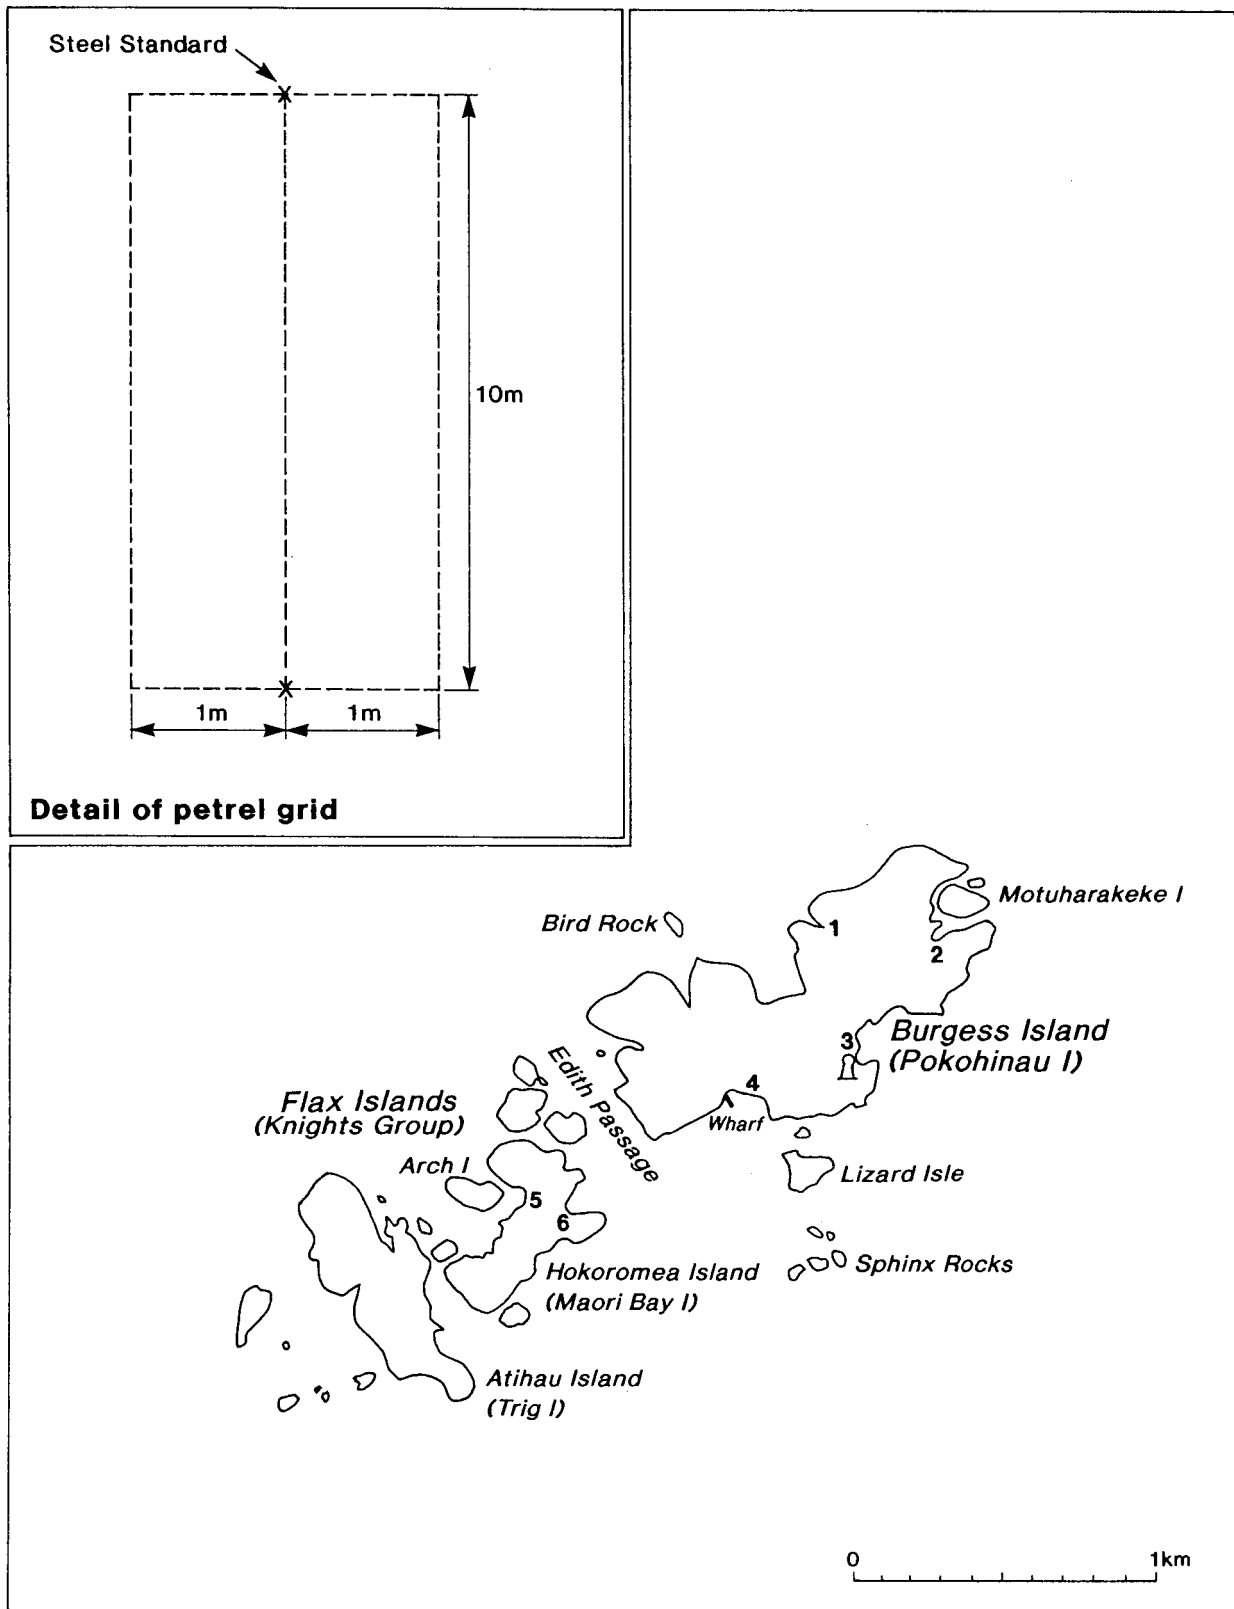 Steel Standard
10m
1m
1m
Detail of petrel grid
Motuharakeke I
Bird Rock
1
2
3
Burgess Island
(Pokohinau I)
Edith Passage
4
Wharf
Flax Islands
(Knights Group)
Arch I
5
6
Lizard Isle
Sphinx Rocks
Hokoromea Island
(Maori Bay I)
Atihau Island
(Trig I)
0
1km